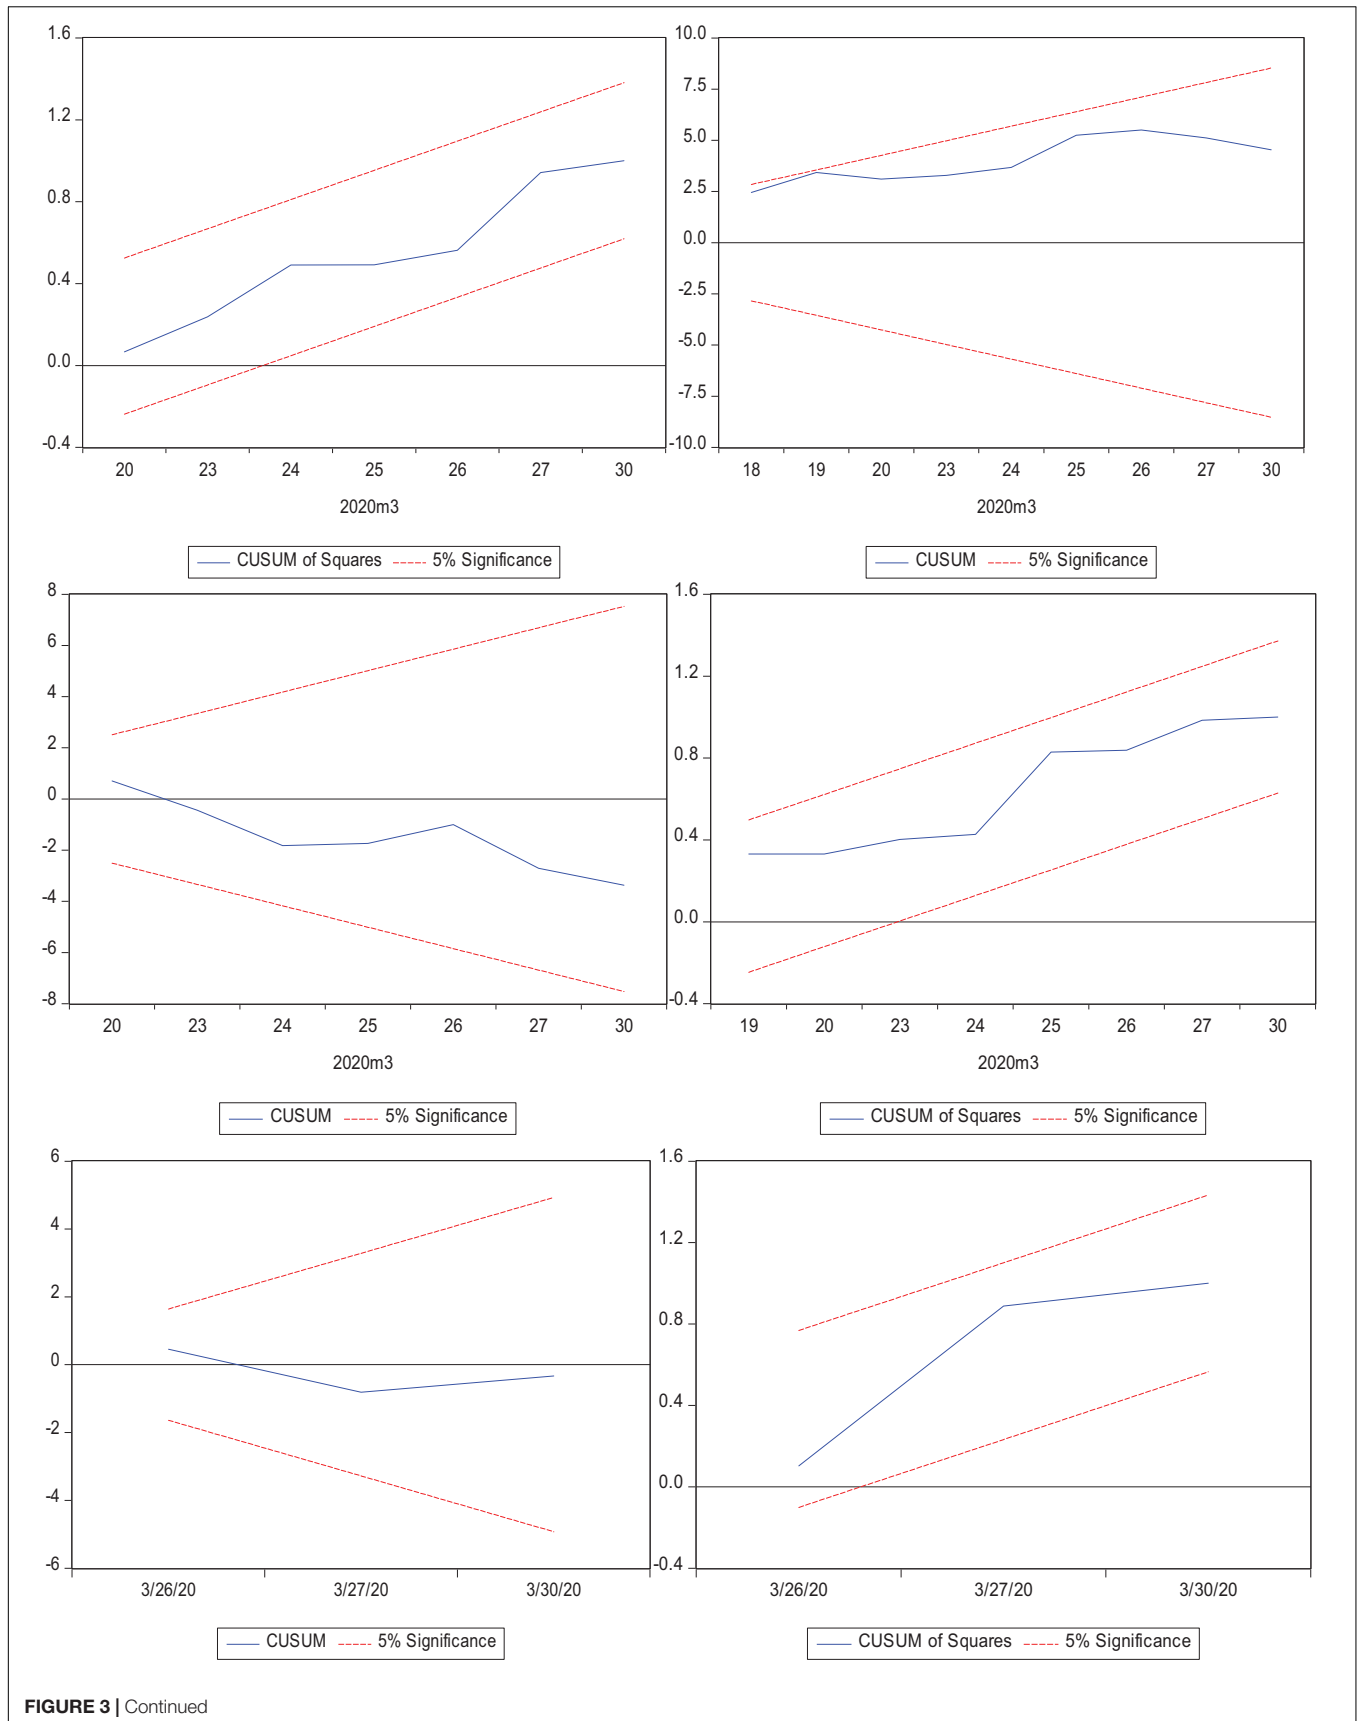 1.6
1.2
0.8
0.4
0.0
-0.4
20 23 24 25 26 27 30
2020m3
CUSUM of Squares 5% Significance
10.0
7.5
5.0
2.5
0.0
-2.5
-5.0
-7.5
-10.0
18 19 20 23 24 25 26 27 30
2020m3
CUSUM 5% Significance
8
6
4
2
0
-2
-4
-6
-8
20 23 24 25 26 27 30
2020m3
CUSUM 5% Significance
1.6
1.2
0.8
0.4
0.0
-0.4
19 20 23 24 25 26 27 30
2020m3
CUSUM of Squares 5% Significance
6
4
2
0
-2
-4
-6
3/26/20 3/27/20 3/30/20
CUSUM 5% Significance
1.6
1.2
0.8
0.4
0.0
-0.4
3/26/20 3/27/20 3/30/20
CUSUM of Squares 5% Significance
FIGURE 3 | Continued